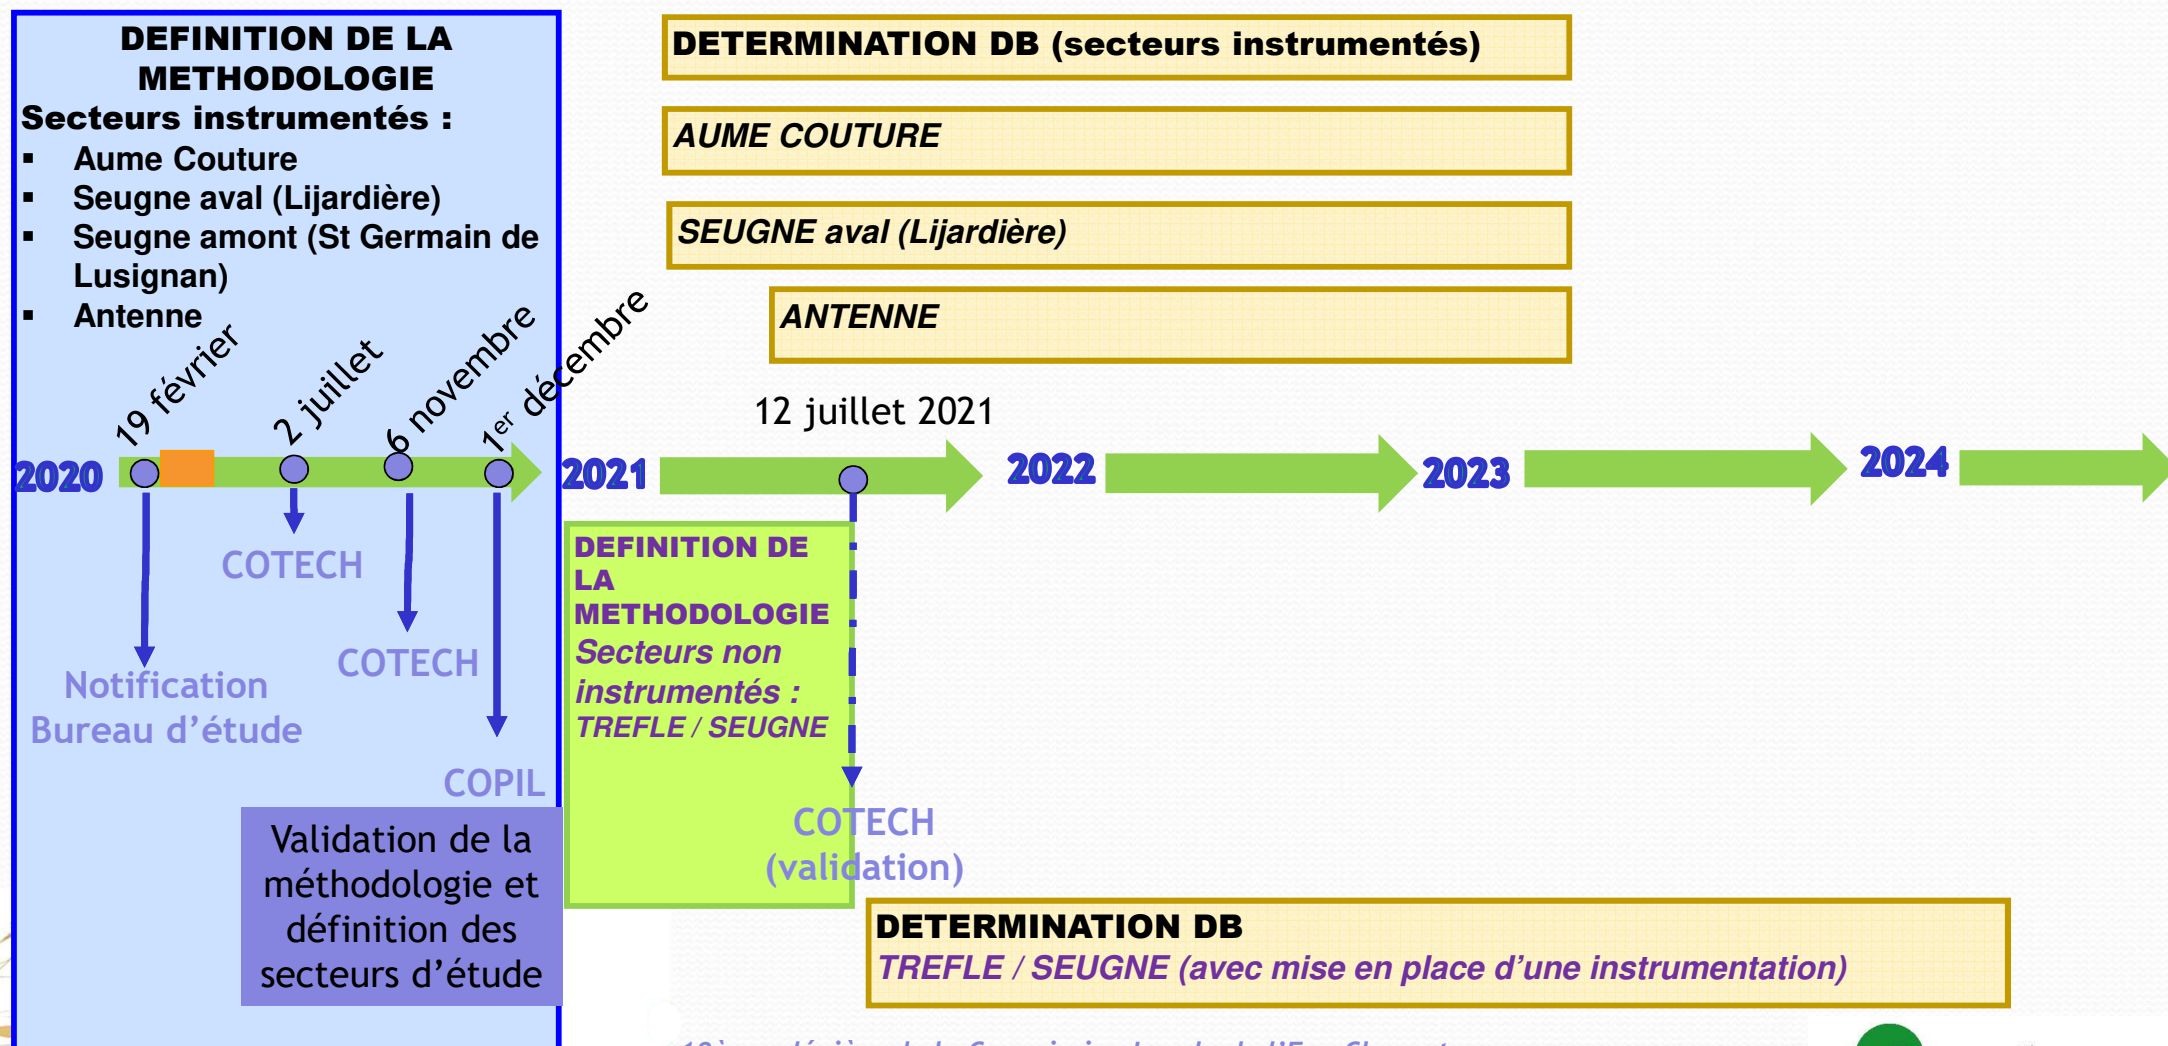 DEFINITION DE LA
METHODOLOGIE
Secteurs instrumentés :
▪ Aume Couture
▪ Seugne aval (Lijardière)
▪ Seugne amont (St Germain de
Lusignan)
▪ Antenne
DETERMINATION DB (secteurs instrumentés)
AUME COUTURE
SEUGNE aval (Lijardière)
ANTENNE
19 février
2 juillet
6 novembre
1er décembre
12 juillet 2021
2020
2021
2022
2023
2024
COTECH
COTECH
Notification
Bureau d’étude
COPIL
Validation de la
méthodologie et
définition des
secteurs d’étude
DEFINITION DE
LA
METHODOLOGIE
Secteurs non
instrumentés :
TREFLE / SEUGNE
COTECH
(validation)
DETERMINATION DB
TREFLE / SEUGNE (avec mise en place d’une instrumentation)